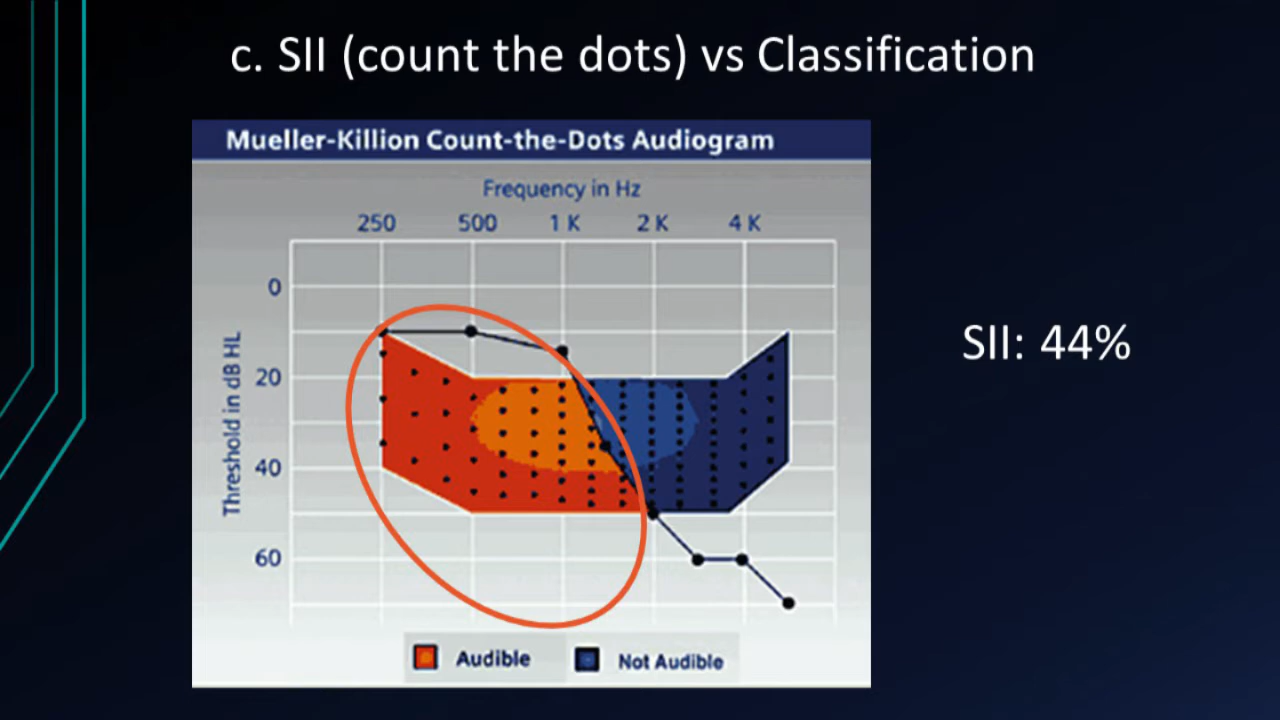 c. SII (count the dots) vs Classification
Mueller-Killion Count-the-Dots Audiogram
Frequency in Hz
250 500 1 K 2 K 4 K
Threshold in dB HL
0
20
40
60
SII: 44%
Audible Not Audible